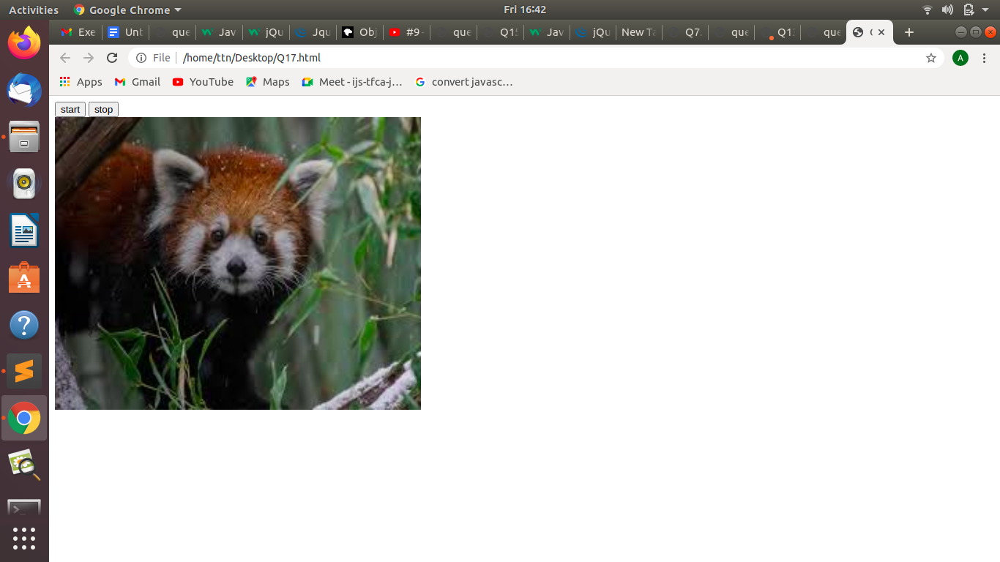 Activities Google Chrome Fri 16:42
Exe Unt que Jav jQu Jqu Obj #9 - que Q15 Jav jQu New Ta Q7. que Q1 que
File /home/ttn/Desktop/Q17.html A
Apps Gmail YouTube Maps Meet - ijs-tfca-j… convert javasc…
start stop